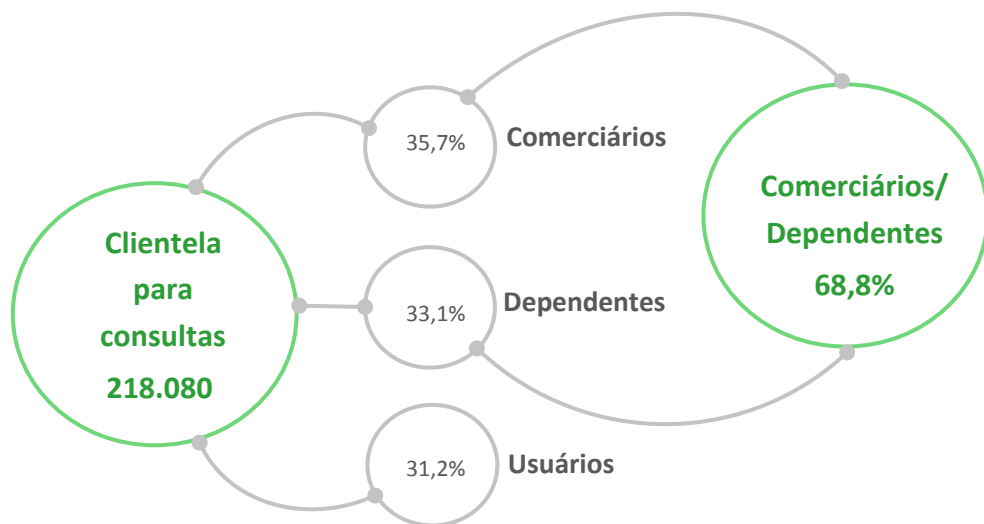 Clientela
para
consultas
218.080
35,7%
Comerciários
33,1%
Dependentes
31,2%
Usuários
Comerciários/
Dependentes
68,8%